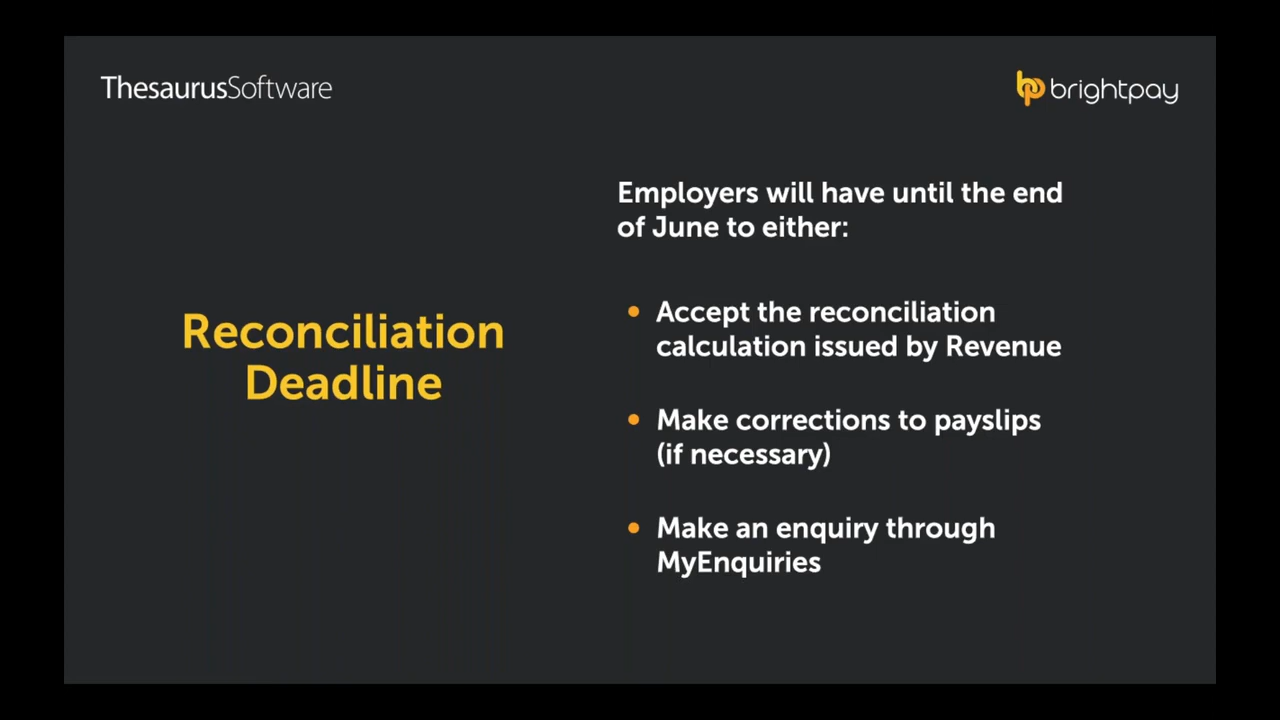 ThesaurusSoftware
brightpay
Reconciliation
Deadline
Employers will have until the end
of June to either:
• Accept the reconciliation
calculation issued by Revenue
• Make corrections to payslips
(if necessary)
• Make an enquiry through
MyEnquiries